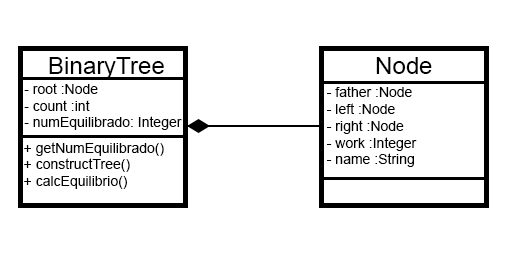 BinaryTree
- root :Node
- count :int
- numEquilibrado: Integer
+ getNumEquilibrado()
+ constructTree()
+ calcEquilibrio()
Node
- father :Node
- left :Node
- right :Node
- work :Integer
- name :String